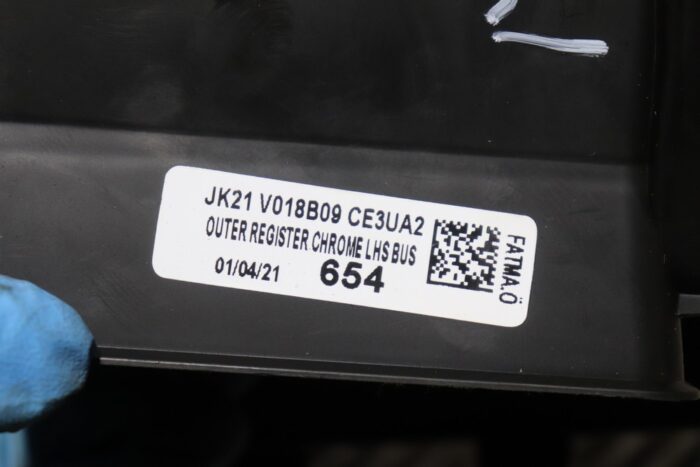 JK21 V018B09 CE3UA2
OUTER REGISTER CHROME LHS BUS
01/04/21 654
FATMA.Ö